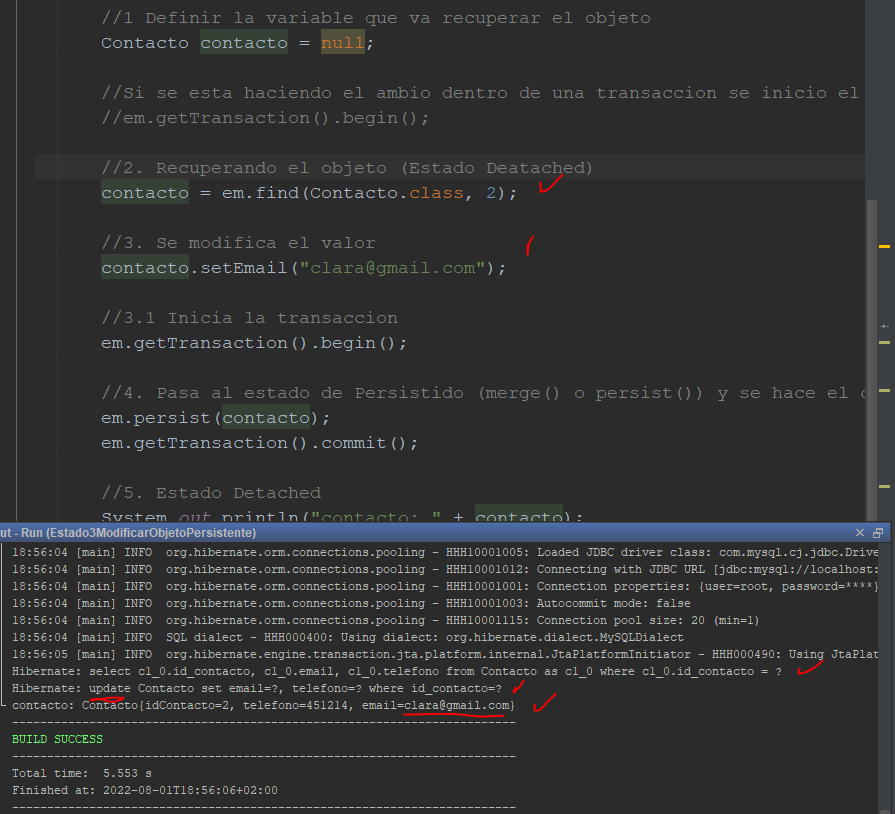 //1 Definir la variable que va recuperar el objeto
Contacto contacto = null;
//Si se esta haciendo el ambio dentro de una transaccion se inicio el
//em.getTransaction().begin();
//2. Recuperando el objeto (Estado Deatached)
contacto = em.find(Contacto.class, 2);
//3. Se modifica el valor
contacto.setEmail("clara@gmail.com");
//3.1 Inicia la transaccion
em.getTransaction().begin();
//4. Pasa al estado de Persistido (merge() o persist()) y se hace el
em.persist(contacto);
em.getTransaction().commit();
//5. Estado Detached
System.out.println("contacto: " + contacto);
ut - Run (Estado3ModificarObjetoPersistente)
18:56:04 [main] INFO  org.hibernate.orm.connections.pooling - HHH10001005: Loaded JDBC driver class: com.mysql.cj.jdbc.Drive
18:56:04 [main] INFO  org.hibernate.orm.connections.pooling - HHH10001012: Connecting with JDBC URL [jdbc:mysql://localhost:
18:56:04 [main] INFO  org.hibernate.orm.connections.pooling - HHH10001001: Connection properties: {user=root, password=****}
18:56:04 [main] INFO  org.hibernate.orm.connections.pooling - HHH10001003: Autocommit mode: false
18:56:04 [main] INFO  org.hibernate.orm.connections.pooling - HHH10001115: Connection pool size: 20 (min=1)
18:56:04 [main] INFO  SQL dialect - HHH000400: Using dialect: org.hibernate.dialect.MySQLDialect
18:56:05 [main] INFO  org.hibernate.engine.transaction.jta.platform.internal.JtaPlatformInitiator - HHH000490: Using JtaPlat
Hibernate: select c1_0.id_contacto, c1_0.email, c1_0.telefono from Contacto as c1_0 where c1_0.id_contacto = ?
Hibernate: update Contacto set email=?, telefono=? where id_contacto=?
contacto: Contacto{idContacto=2, telefono=451214, email=clara@gmail.com}
------------------------------------------------------------------------
BUILD SUCCESS
------------------------------------------------------------------------
Total time:  5.553 s
Finished at: 2022-08-01T18:56:06+02:00
------------------------------------------------------------------------